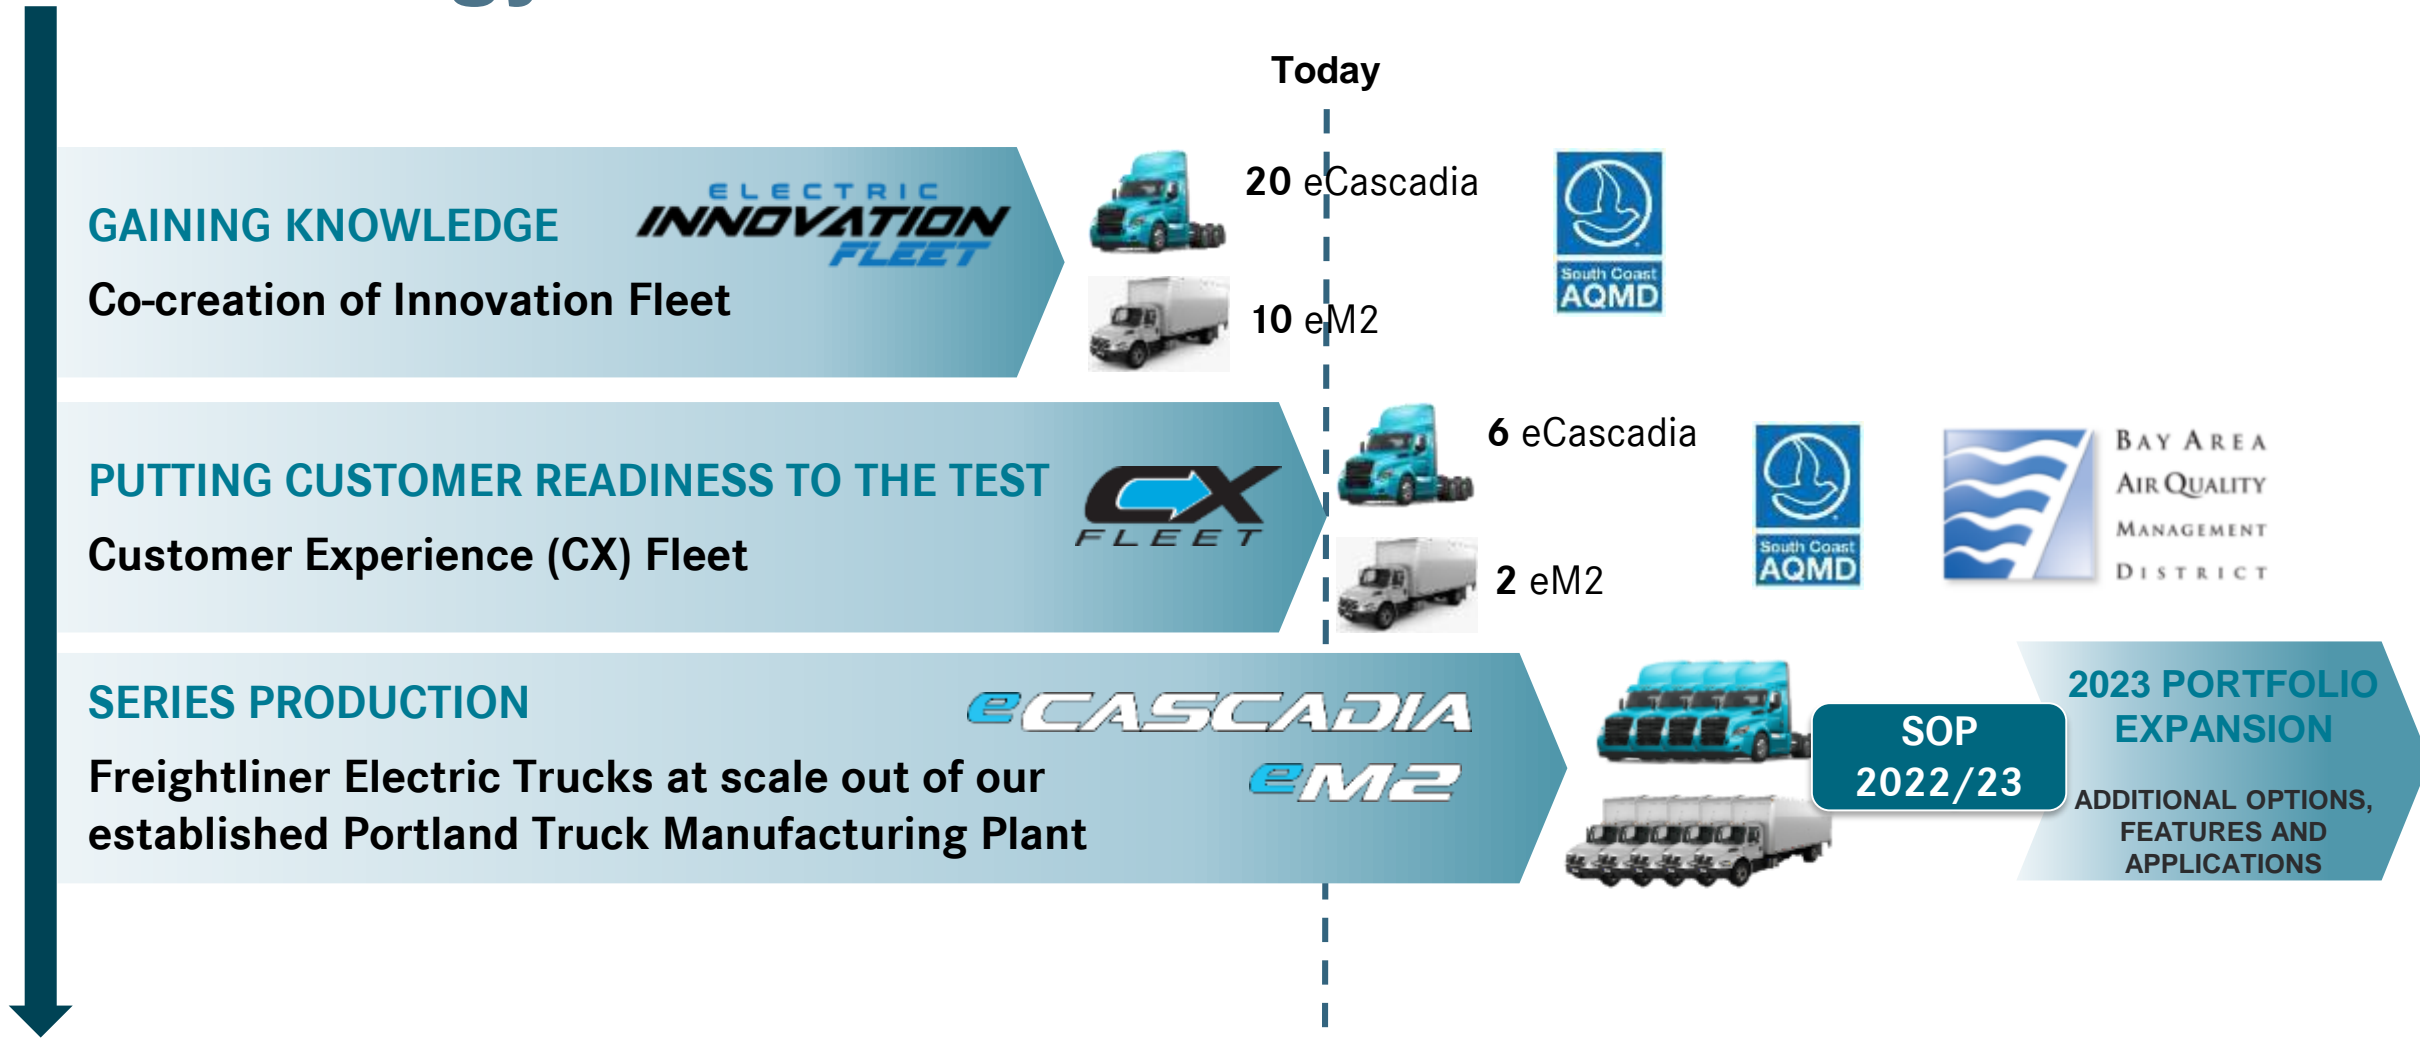 Today
GAINING KNOWLEDGE
Co-creation of Innovation Fleet
ELECTRIC
INNOVATION
FLEET
20 eCascadia
10 eM2
South Coast
AQMD
PUTTING CUSTOMER READINESS TO THE TEST
Customer Experience (CX) Fleet
CX
FLEET
6 eCascadia
2 eM2
South Coast
AQMD
BAY AREA
AIR QUALITY
MANAGEMENT
DISTRICT
SERIES PRODUCTION
Freightliner Electric Trucks at scale out of our
established Portland Truck Manufacturing Plant
eCASCADIA
eM2
SOP
2022/23
2023 PORTFOLIO
EXPANSION
ADDITIONAL OPTIONS,
FEATURES AND
APPLICATIONS